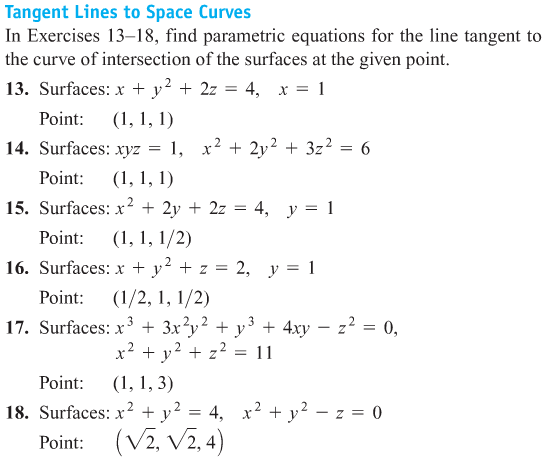 Tangent Lines to Space Curves
In Exercises 13–18, find parametric equations for the line tangent to
the curve of intersection of the surfaces at the given point.
13. Surfaces: x + y² + 2z = 4, x = 1
Point: (1, 1, 1)
14. Surfaces: xyz = 1, x² + 2y² + 3z² = 6
Point: (1, 1, 1)
15. Surfaces: x² + 2y + 2z = 4, y = 1
Point: (1, 1, 1/2)
16. Surfaces: x + y² + z = 2, y = 1
Point: (1/2, 1, 1/2)
17. Surfaces: x³ + 3x²y² + y³ + 4xy − z² = 0,
x² + y² + z² = 11
Point: (1, 1, 3)
18. Surfaces: x² + y² = 4, x² + y² − z = 0
Point: (√2, √2, 4)